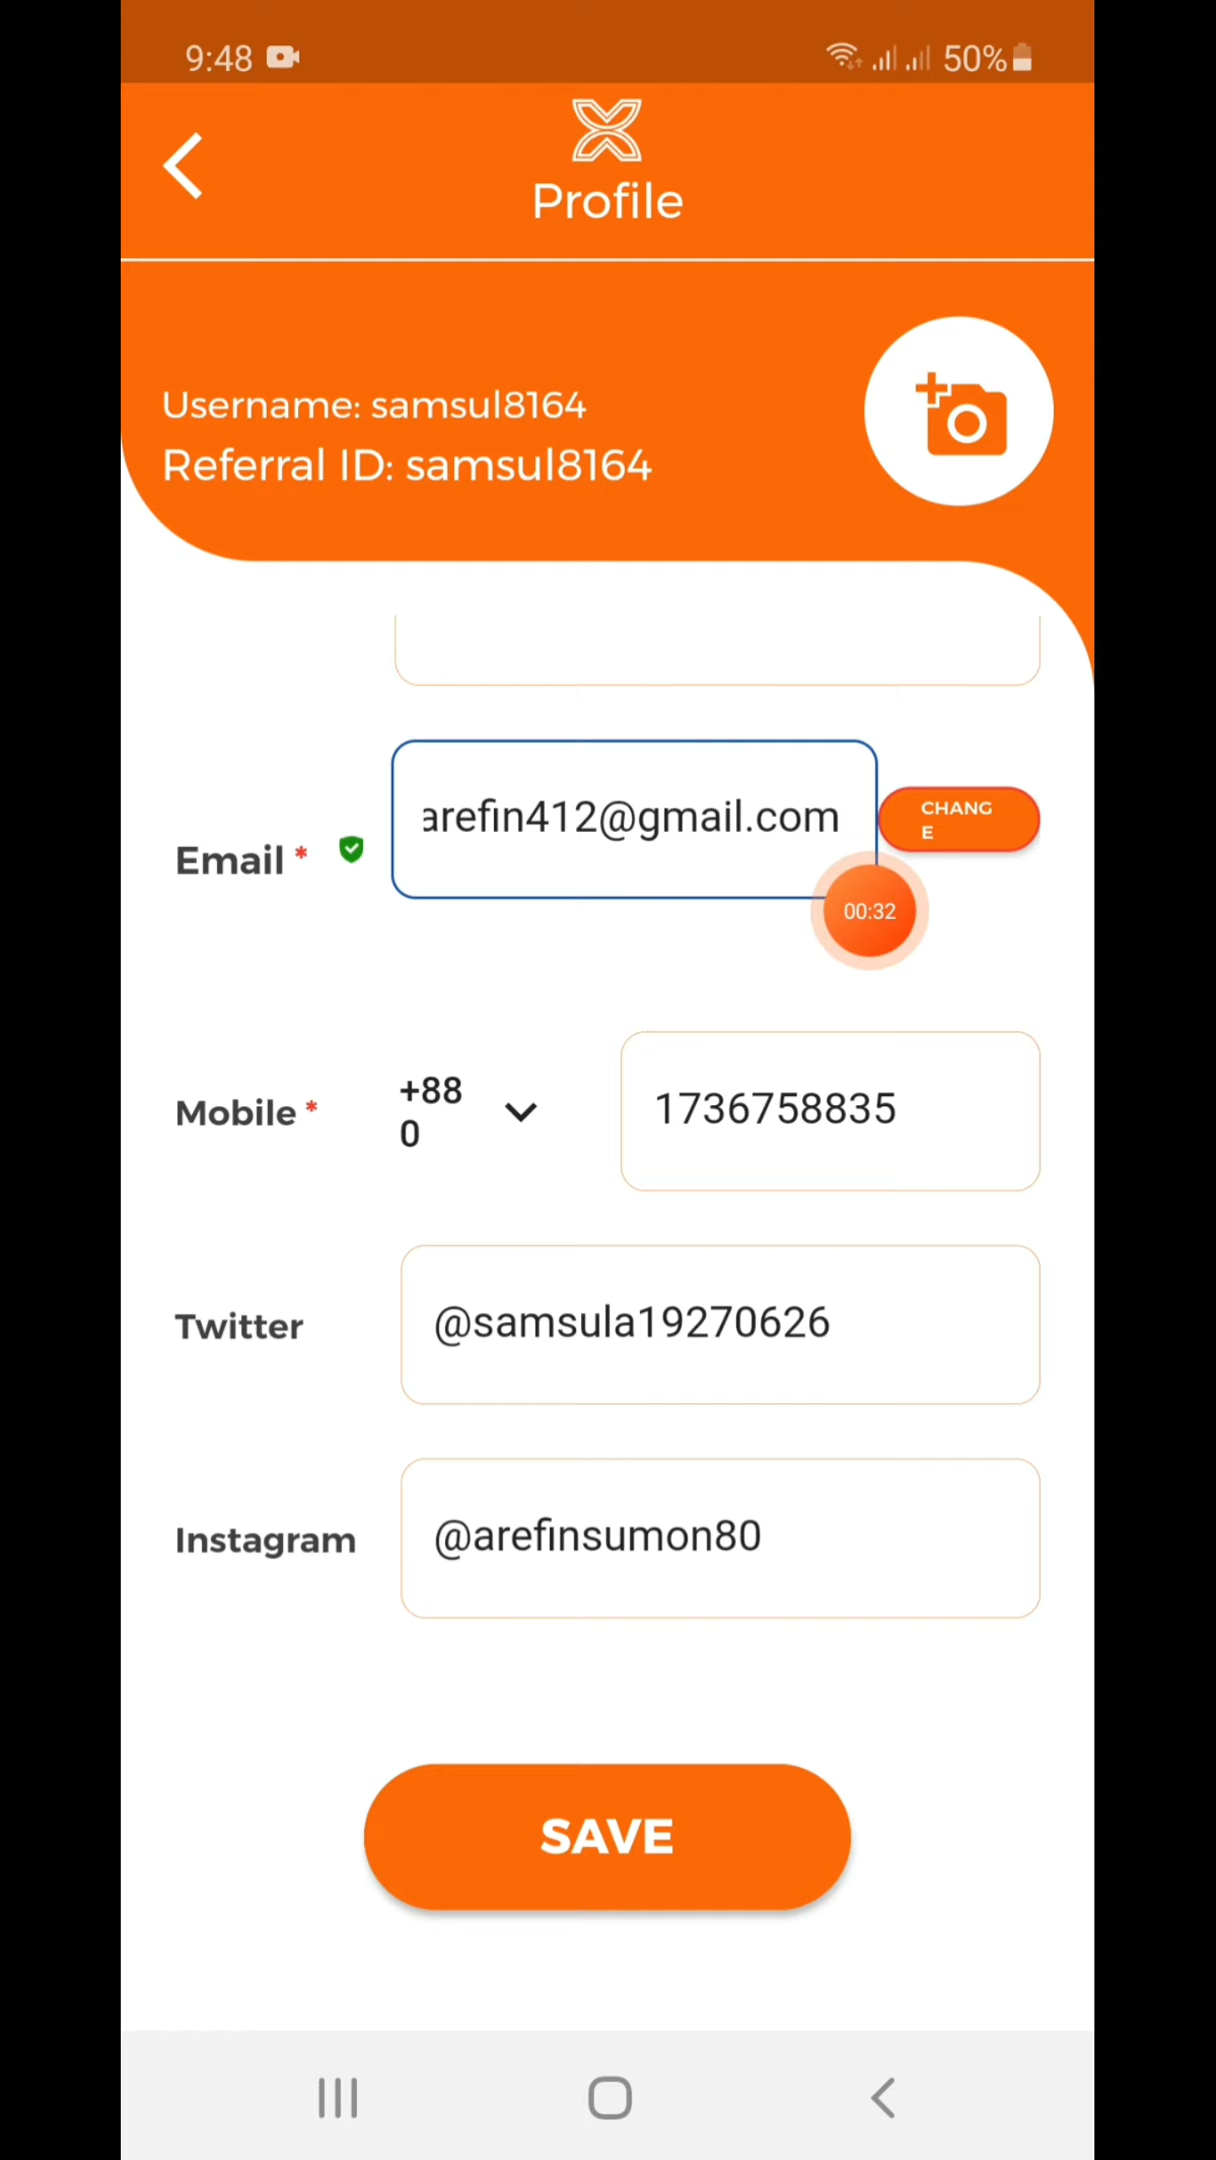 9:48 50%
Profile
Username: samsul8164
Referral ID: samsul8164
Email *
arefin412@gmail.com
CHANG
E
00:32
Mobile *
+88
0
1736758835
Twitter
@samsula19270626
Instagram
@arefinsumon80
SAVE